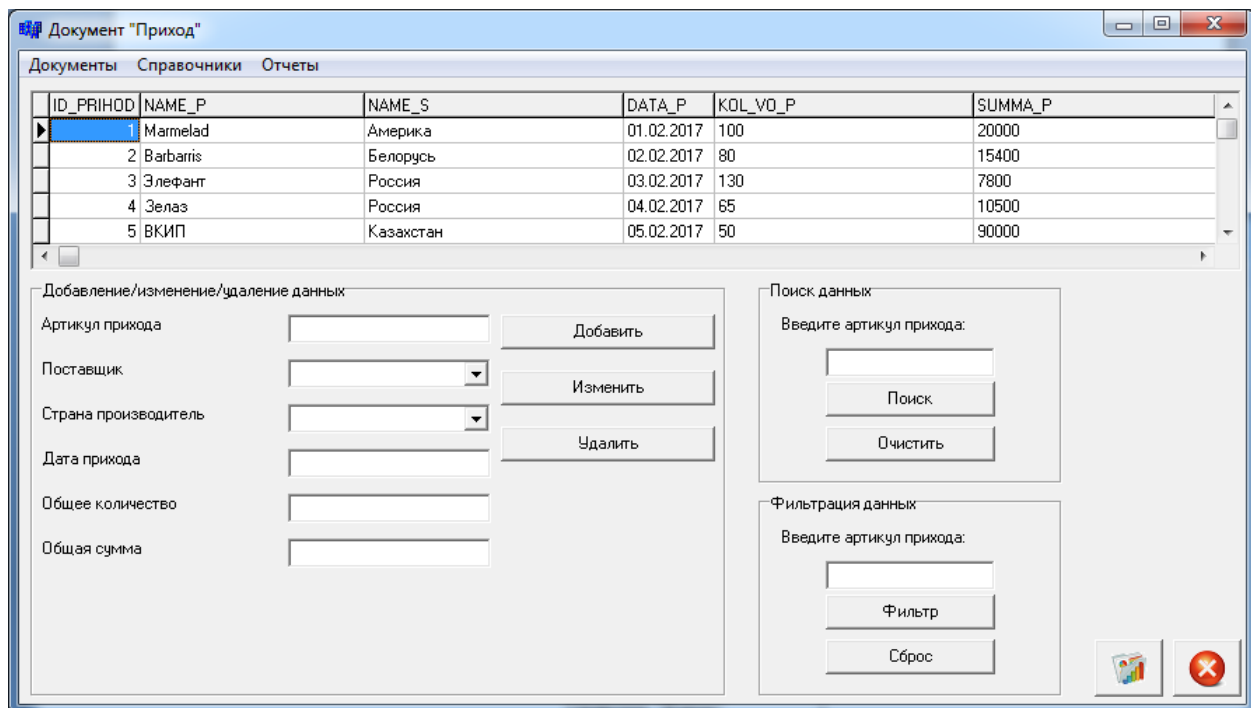 Документ "Приход"
Документы Справочники Отчеты
ID_PRIHOD NAME_P NAME_S DATA_P KOL_VO_P SUMMA_P
1 Marmelad Америка 01.02.2017 100 20000
2 Barbarris Белорусь 02.02.2017 80 15400
3 Элефант Россия 03.02.2017 130 7800
4 Зелаз Россия 04.02.2017 65 10500
5 ВКИП Казахстан 05.02.2017 50 90000
Добавление/изменение/удаление данных
Артикул прихода
Добавить
Поставщик
Изменить
Страна производитель
Удалить
Дата прихода
Общее количество
Общая сумма
Поиск данных
Введите артикул прихода:
Поиск
Очистить
Фильтрация данных
Введите артикул прихода:
Фильтр
Сброс